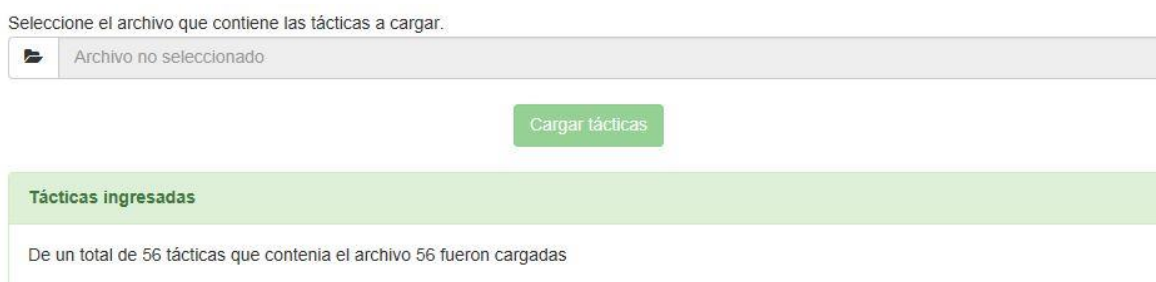 Seleccione el archivo que contiene las tácticas a cargar.
Archivo no seleccionado
Cargar tácticas
Tácticas ingresadas
De un total de 56 tácticas que contenia el archivo 56 fueron cargadas